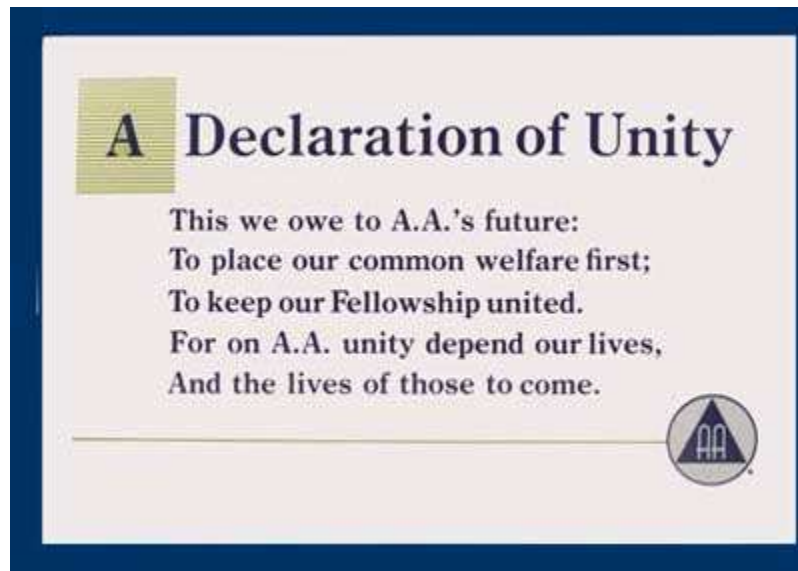 A Declaration of Unity
This we owe to A.A.'s future:
To place our common welfare first;
To keep our Fellowship united.
For on A.A. unity depend our lives,
And the lives of those to come.
AA